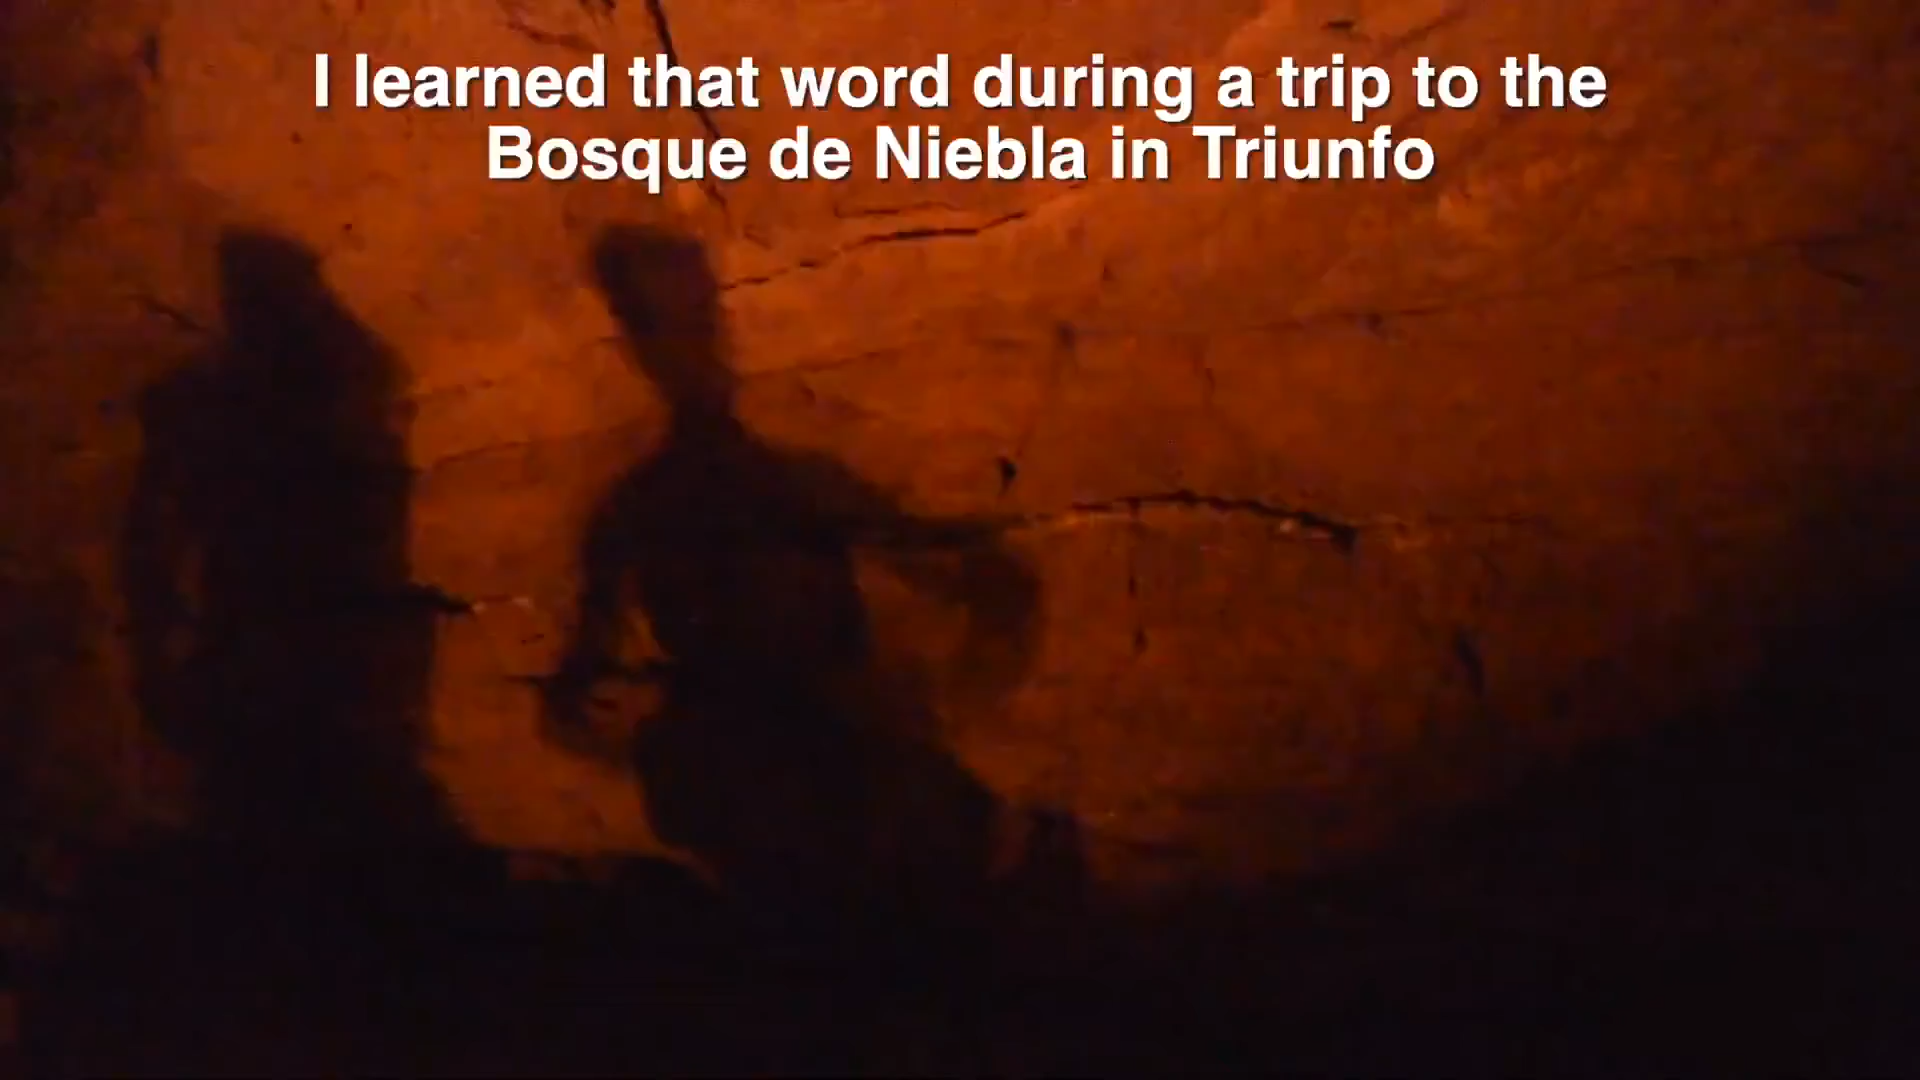 I learned that word during a trip to the
Bosque de Niebla in Triunfo